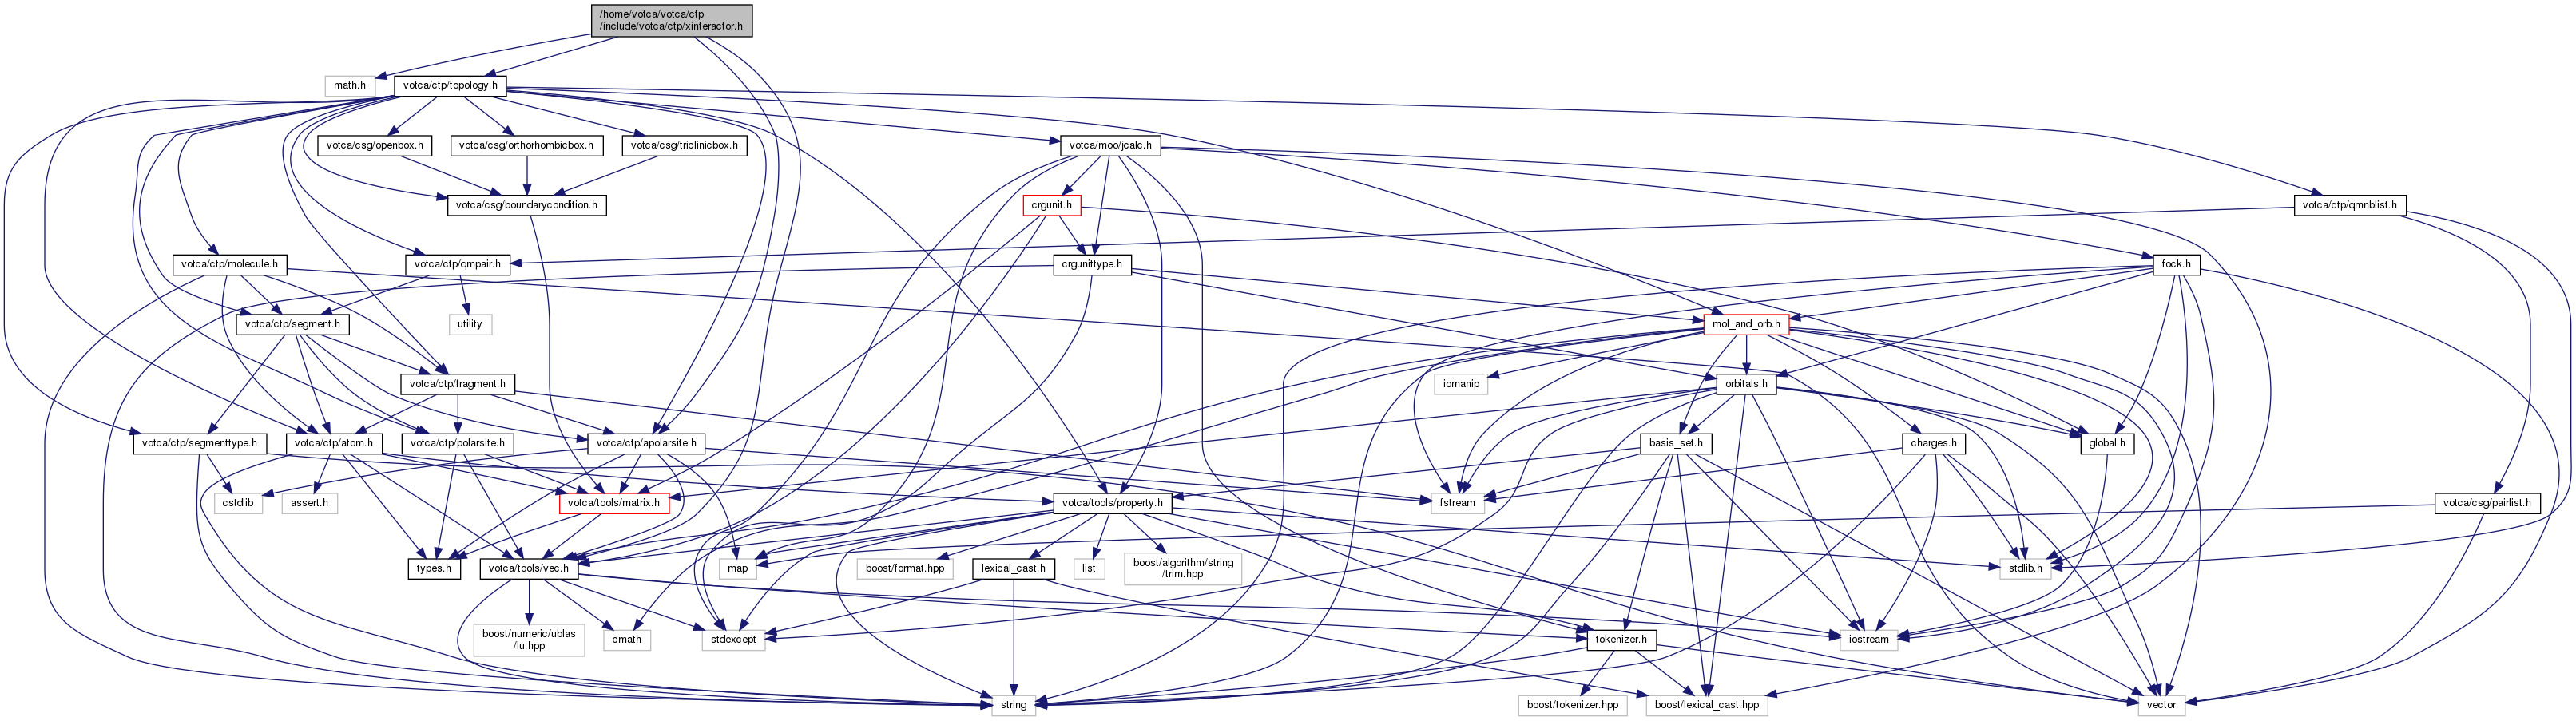 /home/votca/votca/ctp
/include/votca/ctp/xinteractor.h
math.h
votca/ctp/topology.h
votca/csg/openbox.h
votca/csg/orthorhombicbox.h
votca/csg/triclinicbox.h
votca/moo/jcalc.h
votca/csg/boundarycondition.h
crgunit.h
votca/ctp/qmnblist.h
votca/ctp/molecule.h
votca/ctp/qmpair.h
crgunittype.h
fock.h
votca/ctp/segment.h
utility
mol_and_orb.h
votca/ctp/fragment.h
iomanip
orbitals.h
votca/ctp/segmenttype.h
votca/ctp/atom.h
votca/ctp/polarsite.h
votca/ctp/apolarsite.h
basis_set.h
charges.h
global.h
cstdlib
assert.h
votca/tools/matrix.h
votca/tools/property.h
fstream
votca/csg/pairlist.h
types.h
votca/tools/vec.h
map
boost/format.hpp
lexical_cast.h
list
boost/algorithm/string
/trim.hpp
stdlib.h
boost/numeric/ublas
/lu.hpp
cmath
stdexcept
tokenizer.h
iostream
string
boost/tokenizer.hpp
boost/lexical_cast.hpp
vector